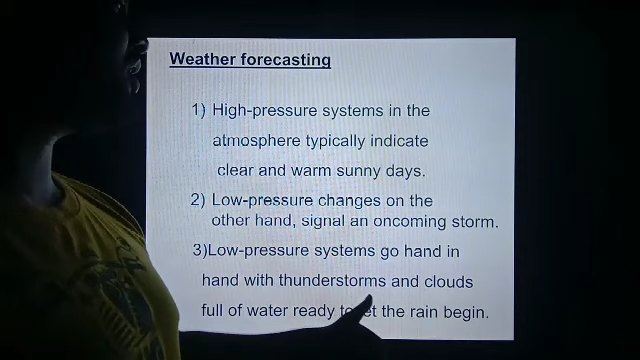 Weather forecasting
1) High-pressure systems in the
atmosphere typically indicate
clear and warm sunny days.
2) Low-pressure changes on the
other hand, signal an oncoming storm.
3)Low-pressure systems go hand in
hand with thunderstorms and clouds
full of water ready to the rain begin.